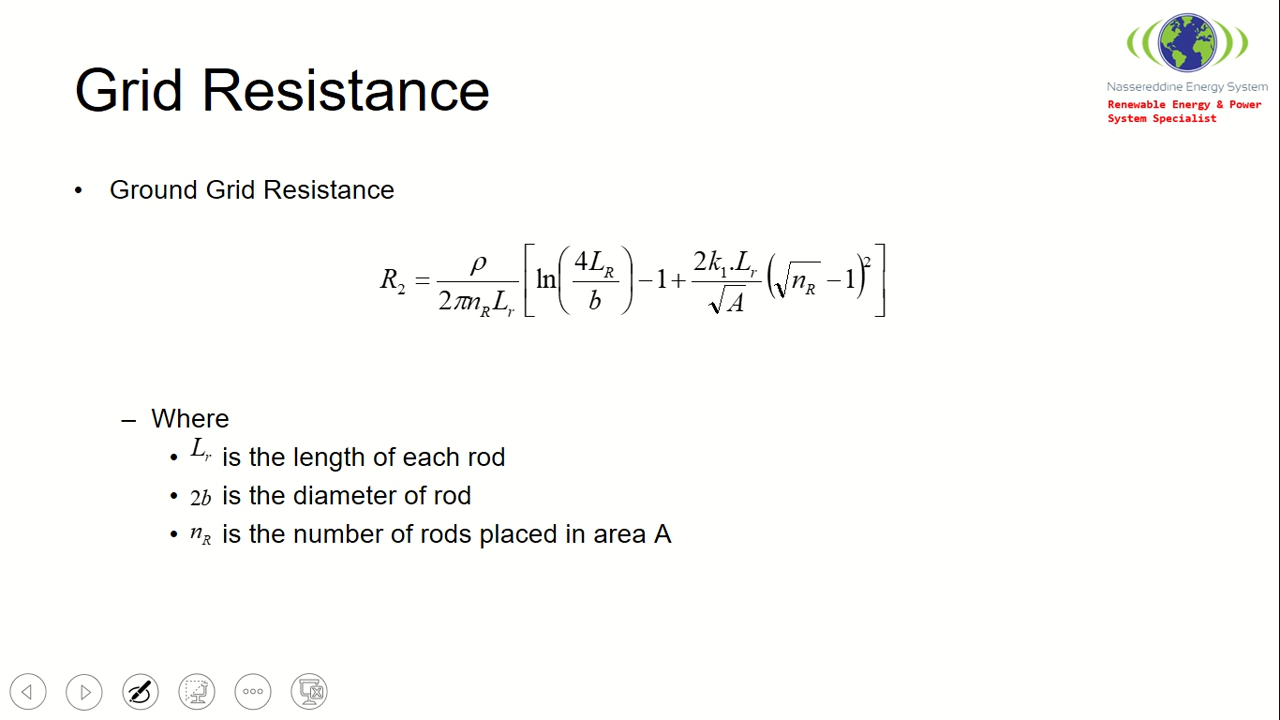 Nassereddine Energy System
Renewable Energy & Power
System Specialist
Grid Resistance
• Ground Grid Resistance
R₂ = ρ / (2πn_R L_r) [ ln(4L_R / b) − 1 + (2k₁.L_r / √A) (√n_R − 1)² ]
– Where
• L_r is the length of each rod
• 2b is the diameter of rod
• n_R is the number of rods placed in area A